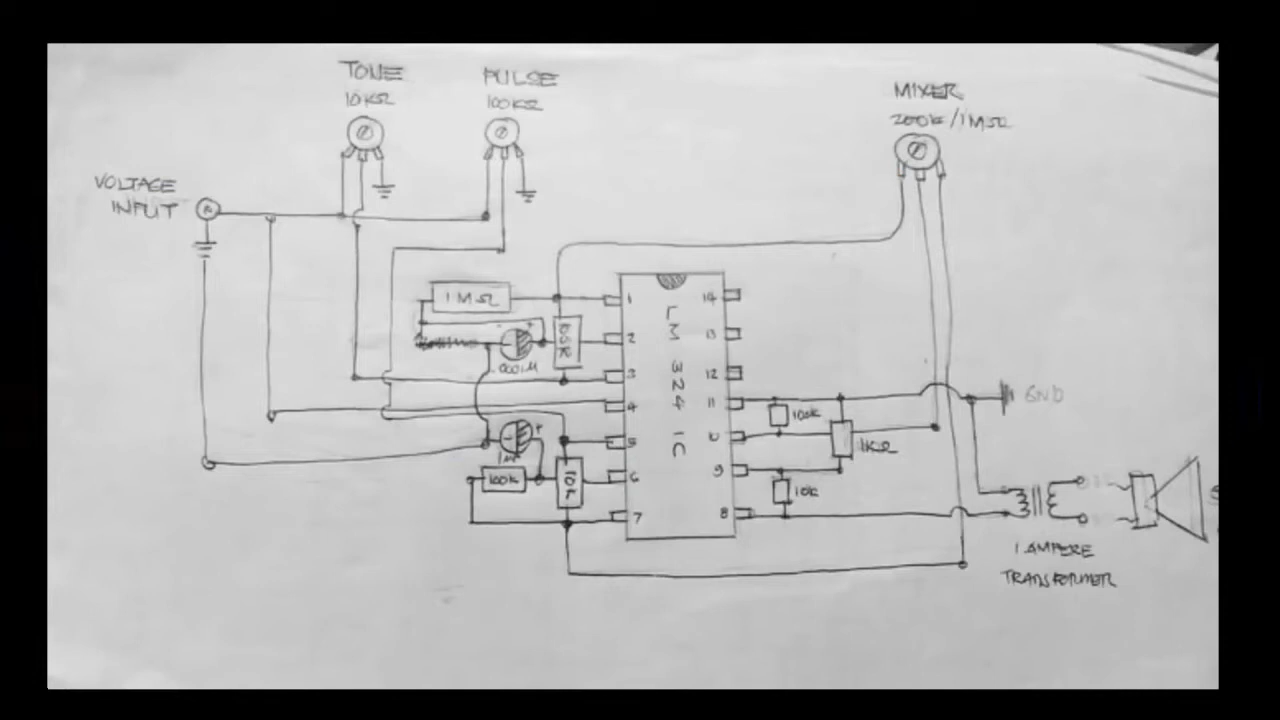 TONE
10KΩ
PULSE
100KΩ
MIXER
200K/1MΩ
VOLTAGE
INPUT
1MΩ
1
2
3
4
5
6
7
14
13
12
11
10
9
8
LM 324 IC
100k
10k
100k
1KΩ
10k
GND
1 AMPERE
TRANSFORMER